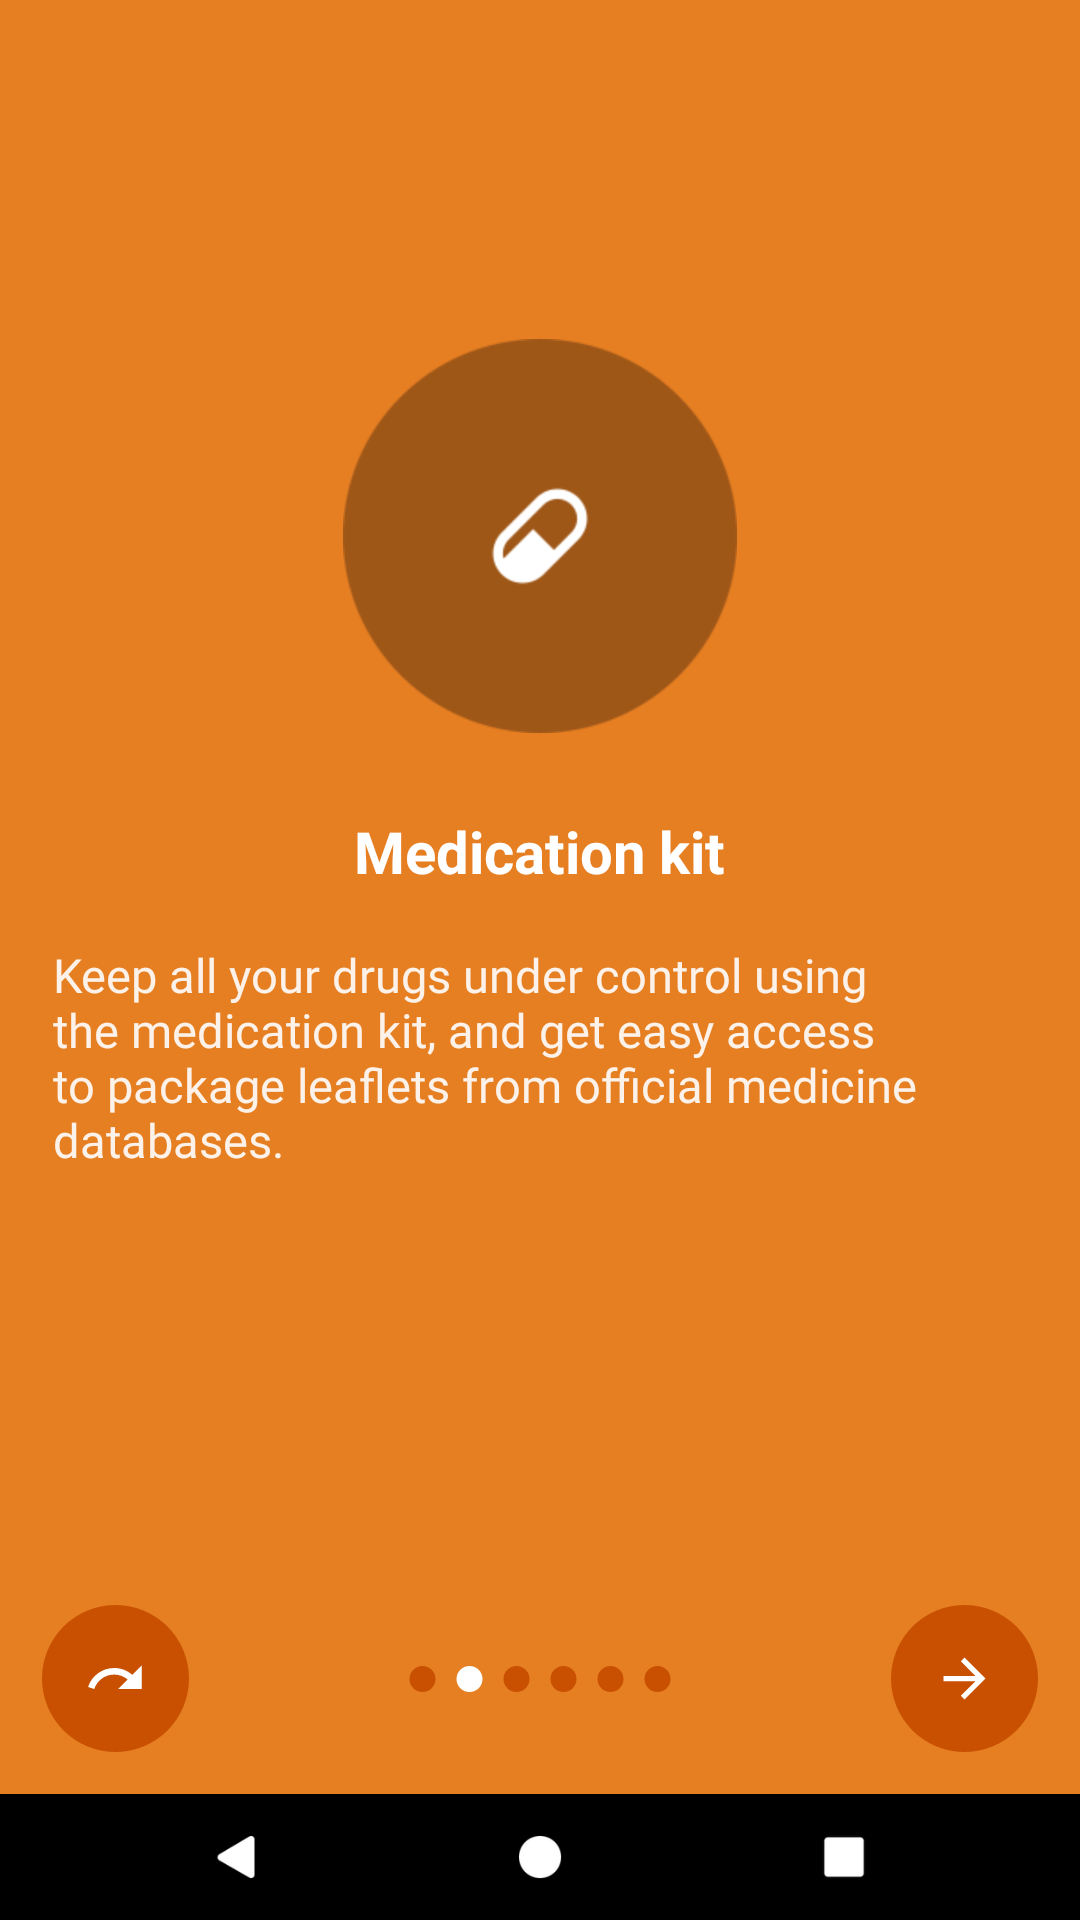 Medication kit
Keep all your drugs under control using
the medication kit, and get easy access
to package leaflets from official medicine
databases.